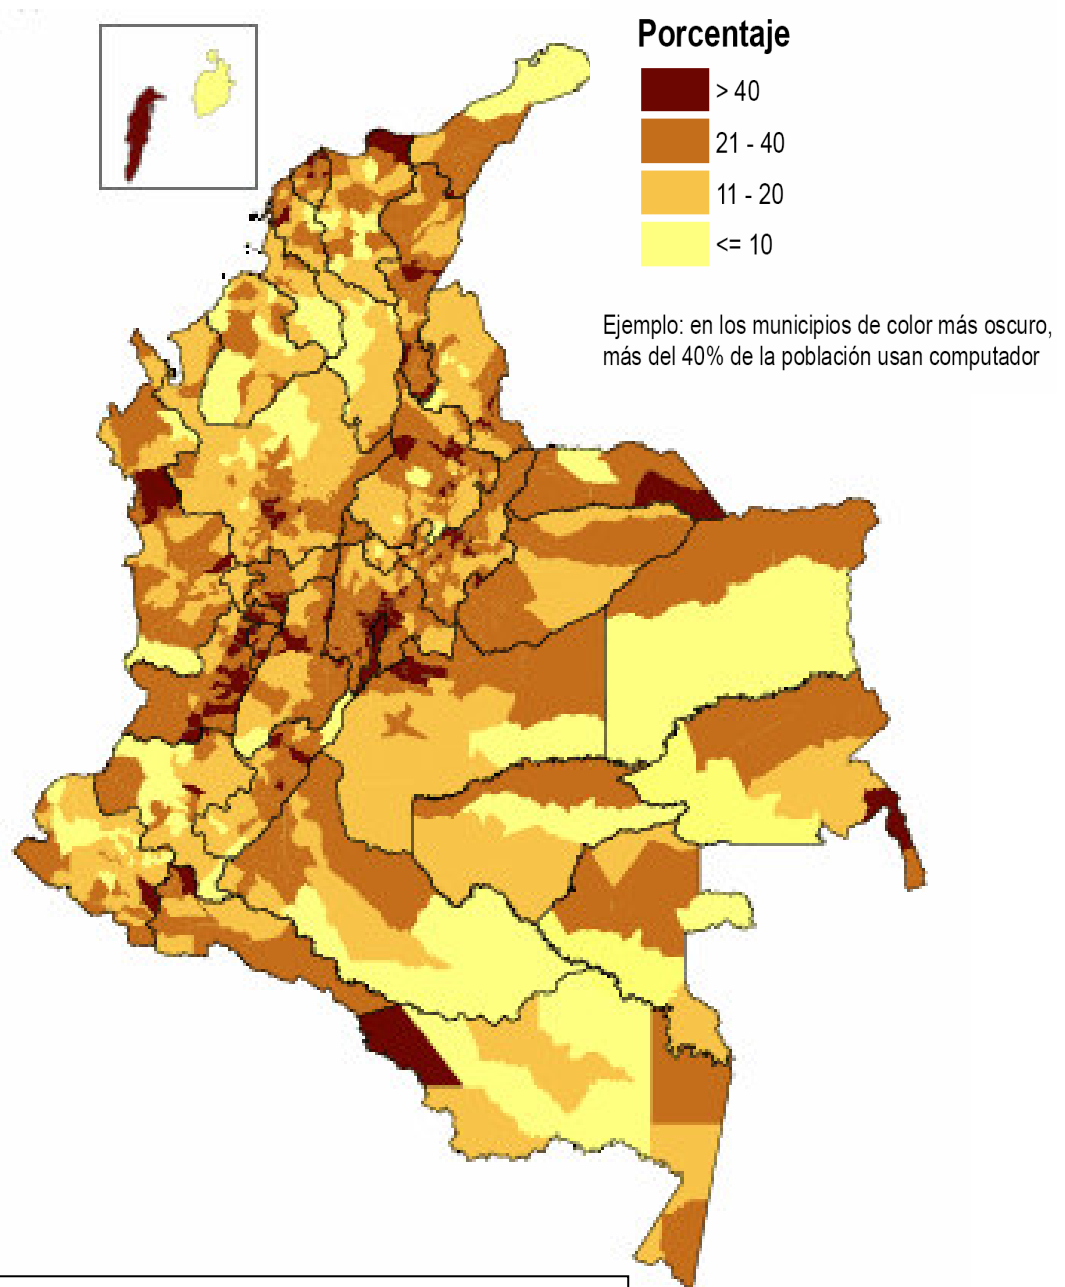 Porcentaje
> 40
21 - 40
11 - 20
<= 10
Ejemplo: en los municipios de color más oscuro,
más del 40% de la población usan computador